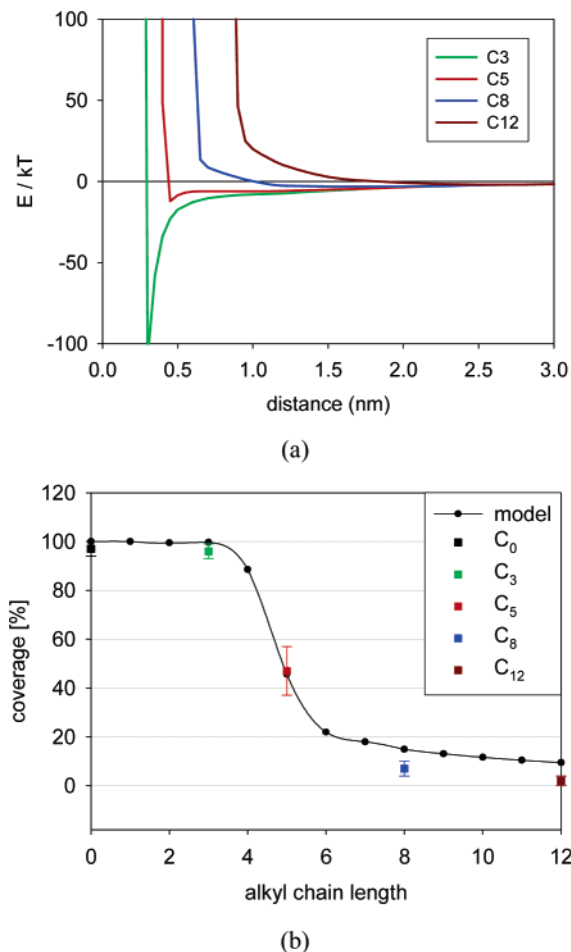 100
50
0
-50
-100
E / kT
C3
C5
C8
C12
0.0 0.5 1.0 1.5 2.0 2.5 3.0
distance (nm)
(a)
120
100
80
60
40
20
0
coverage [%]
model
C₀
C₃
C₅
C₈
C₁₂
0 2 4 6 8 10 12
alkyl chain length
(b)